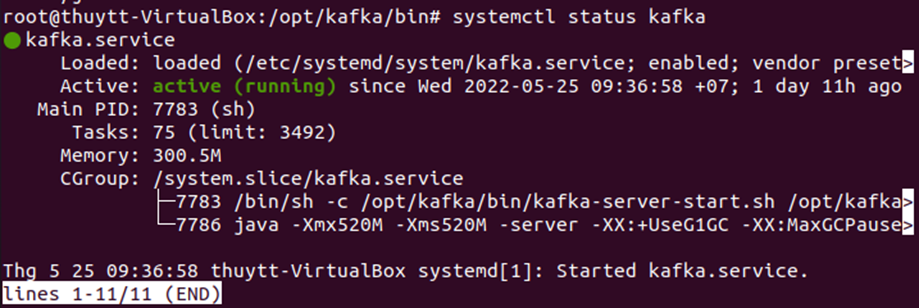 root@thuytt-VirtualBox:/opt/kafka/bin# systemctl status kafka
● kafka.service
     Loaded: loaded (/etc/systemd/system/kafka.service; enabled; vendor preset>
     Active: active (running) since Wed 2022-05-25 09:36:58 +07; 1 day 11h ago
   Main PID: 7783 (sh)
      Tasks: 75 (limit: 3492)
     Memory: 300.5M
     CGroup: /system.slice/kafka.service
             ├─7783 /bin/sh -c /opt/kafka/bin/kafka-server-start.sh /opt/kafka>
             └─7786 java -Xmx520M -Xms520M -server -XX:+UseG1GC -XX:MaxGCPause>
Thg 5 25 09:36:58 thuytt-VirtualBox systemd[1]: Started kafka.service.
lines 1-11/11 (END)